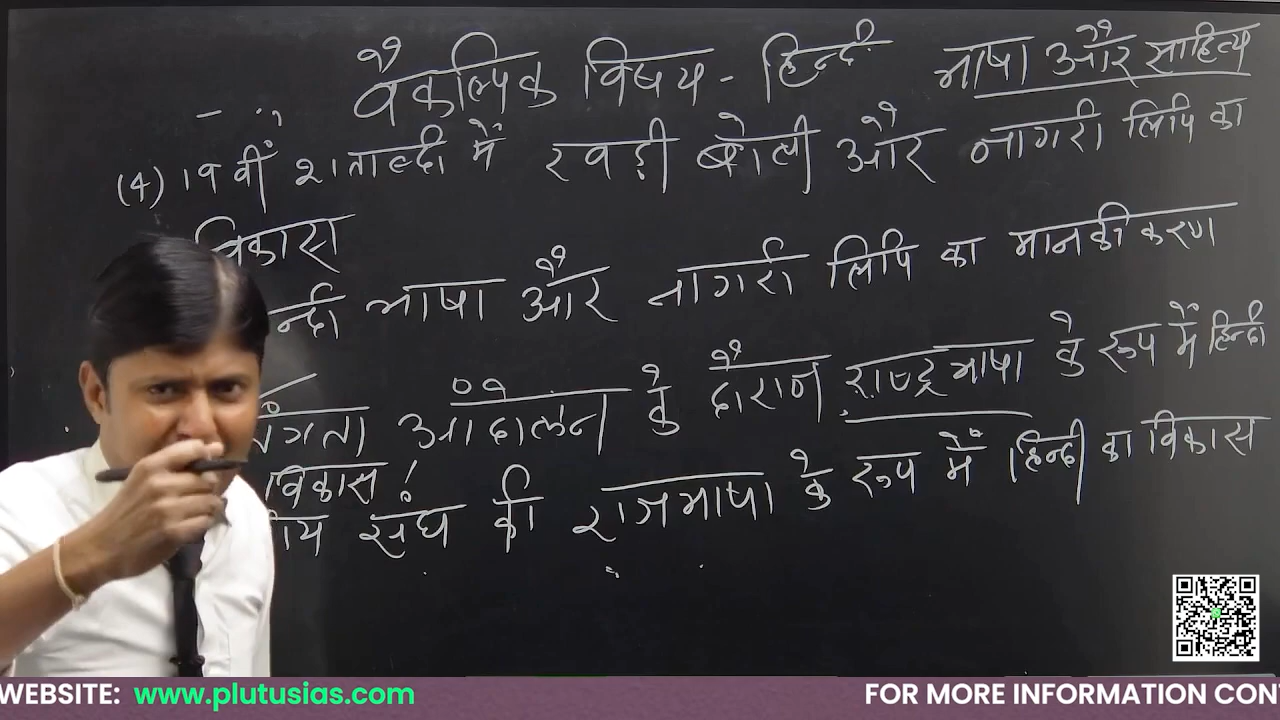 वैकल्पिक विषय - हिन्दी भाषा और साहित्य
(4) 19वीं शताब्दी में खड़ी बोली और नागरी लिपि का
विकास
न्दी भाषा और नागरी लिपि का मानकीकरण
आंदोलन के दौरान राष्ट्रभाषा के रूप में हिन्दी
विकास!
संघ की राजभाषा के रूप में हिन्दी का विकास
WEBSITE: www.plutusias.com FOR MORE INFORMATION CON